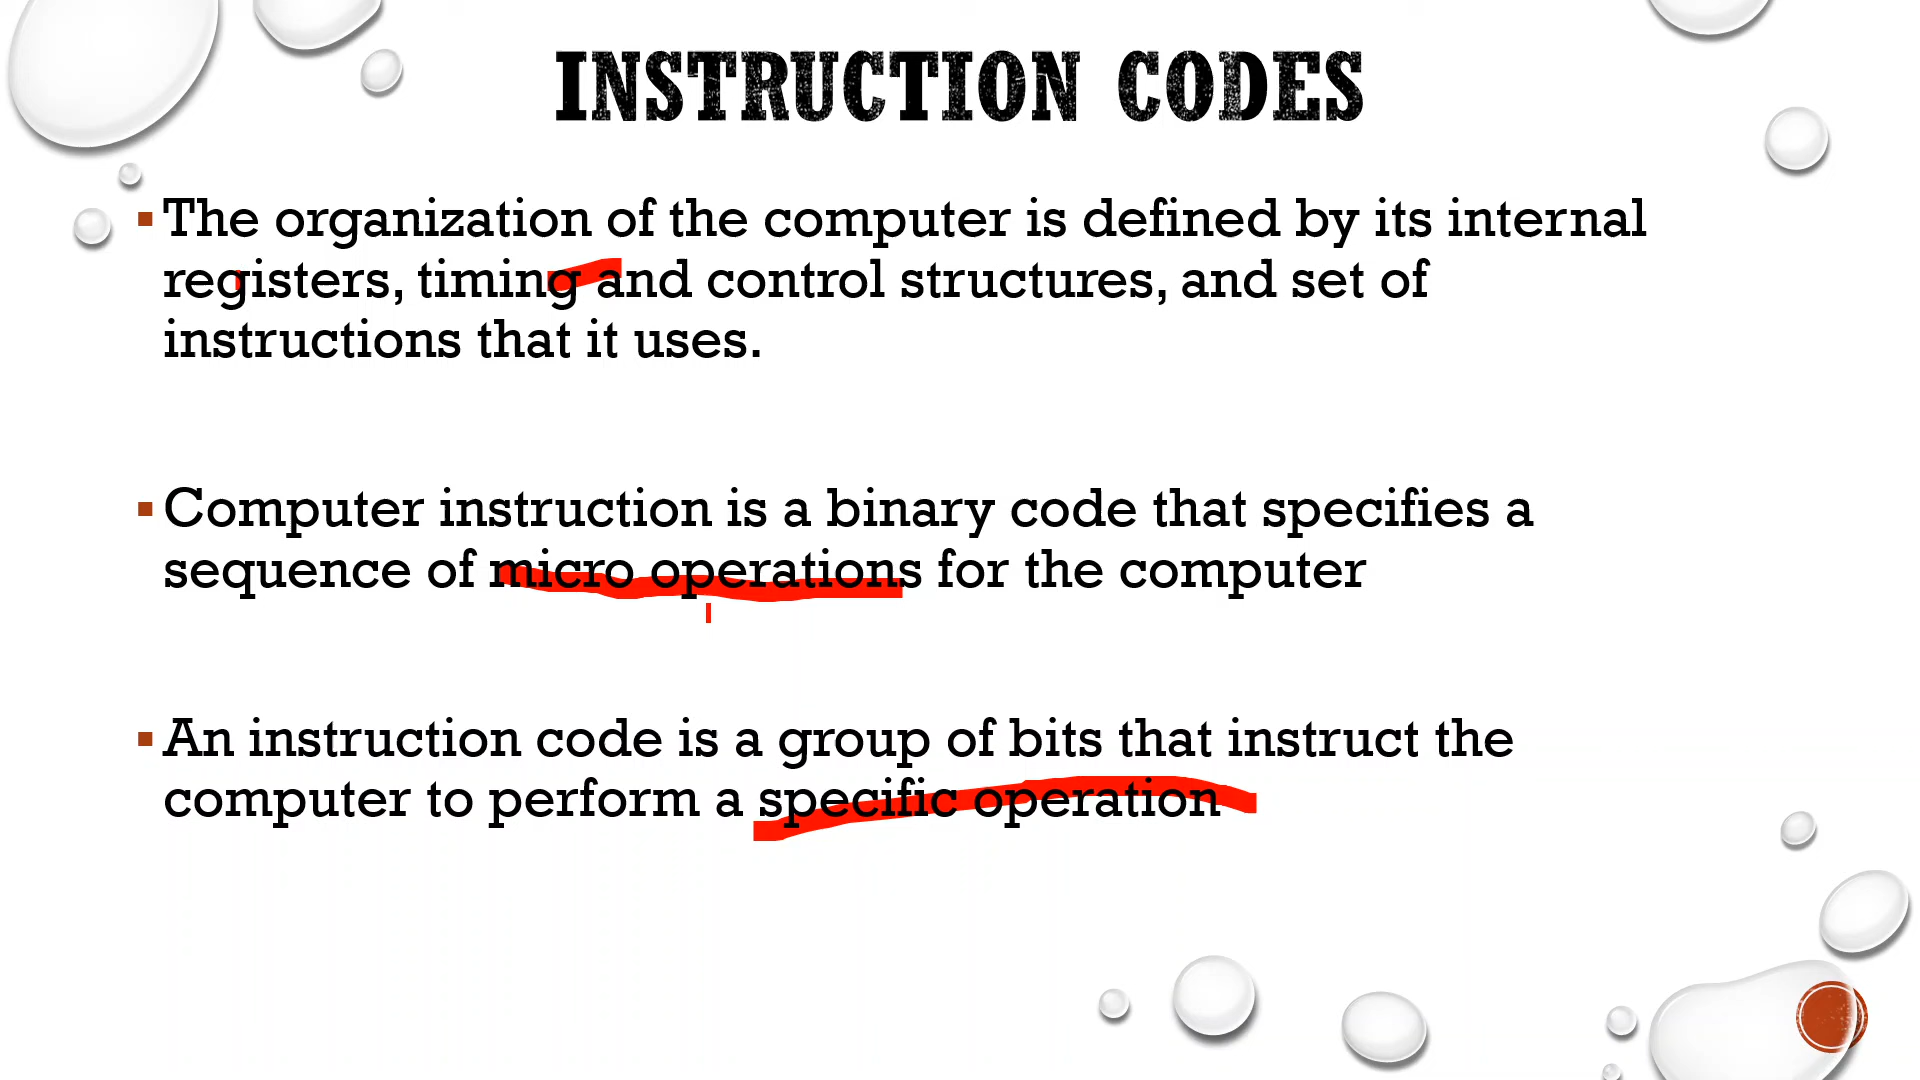 INSTRUCTION CODES
The organization of the computer is defined by its internal
registers, timing and control structures, and set of
instructions that it uses.
Computer instruction is a binary code that specifies a
sequence of micro operations for the computer
An instruction code is a group of bits that instruct the
computer to perform a specific operation